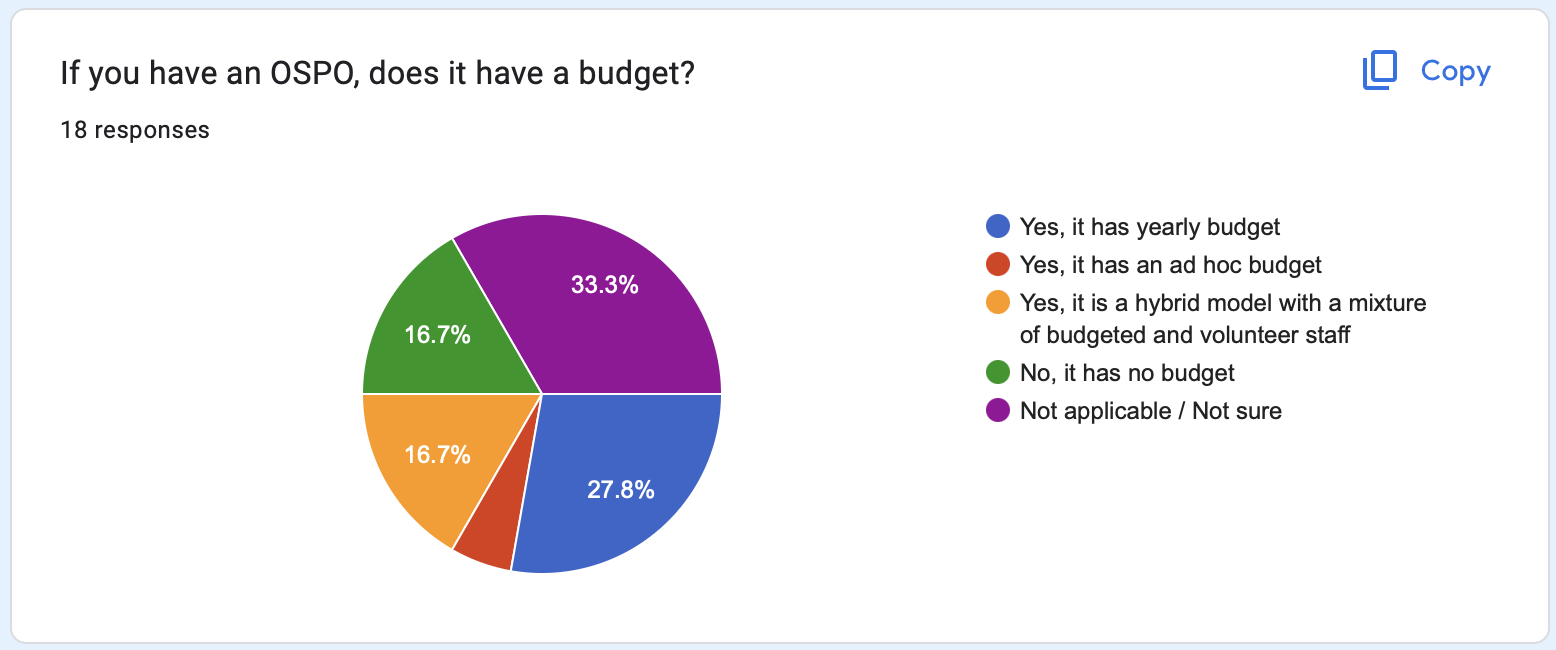 If you have an OSPO, does it have a budget?
Copy
18 responses
33.3%
16.7%
16.7%
27.8%
Yes, it has yearly budget
Yes, it has an ad hoc budget
Yes, it is a hybrid model with a mixture
of budgeted and volunteer staff
No, it has no budget
Not applicable / Not sure